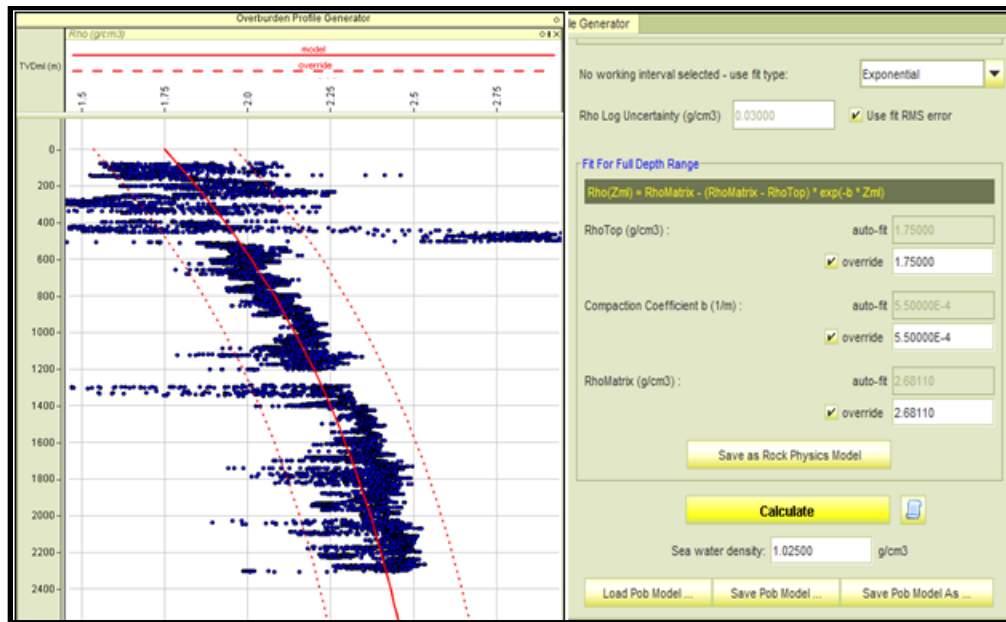 Overburden Profile Generator
Rho (g/cm3)
TVDml (m)
model
override
1.5
1.75
2.0
2.25
2.5
2.75
0
200
400
600
800
1000
1200
1400
1600
1800
2000
2200
2400
le Generator
No working interval selected - use fit type:
Exponential
Rho Log Uncertainty (g/cm3)
0.03000
Use fit RMS error
Fit For Full Depth Range
Rho(Zml) = RhoMatrix - (RhoMatrix - RhoTop) * exp(-b * Zml)
RhoTop (g/cm3) :
auto-fit
1.75000
override
1.75000
Compaction Coefficient b (1/m) :
auto-fit
5.50000E-4
override
5.50000E-4
RhoMatrix (g/cm3) :
auto-fit
2.68110
override
2.68110
Save as Rock Physics Model
Calculate
Sea water density:
1.02500
g/cm3
Load Pob Model ...
Save Pob Model ...
Save Pob Model As ...